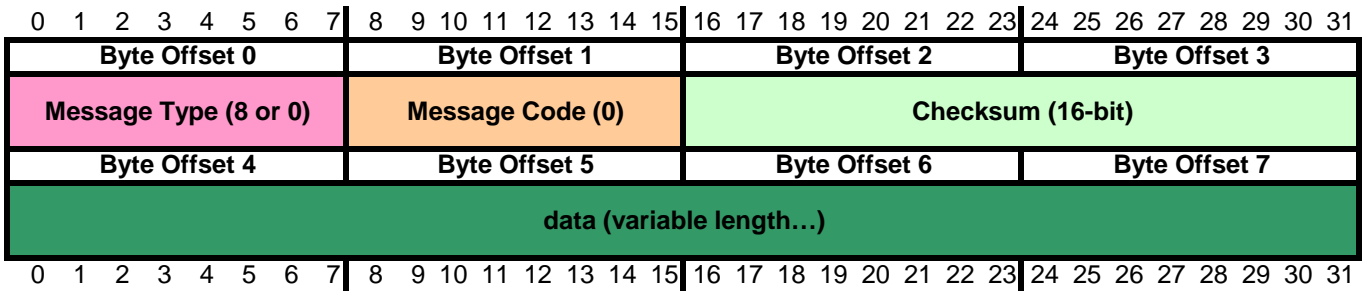 0 1 2 3 4 5 6 7 8 9 10 11 12 13 14 15 16 17 18 19 20 21 22 23 24 25 26 27 28 29 30 31
Byte Offset 0 Byte Offset 1 Byte Offset 2 Byte Offset 3
Message Type (8 or 0) Message Code (0) Checksum (16-bit)
Byte Offset 4 Byte Offset 5 Byte Offset 6 Byte Offset 7
data (variable length…)
0 1 2 3 4 5 6 7 8 9 10 11 12 13 14 15 16 17 18 19 20 21 22 23 24 25 26 27 28 29 30 31